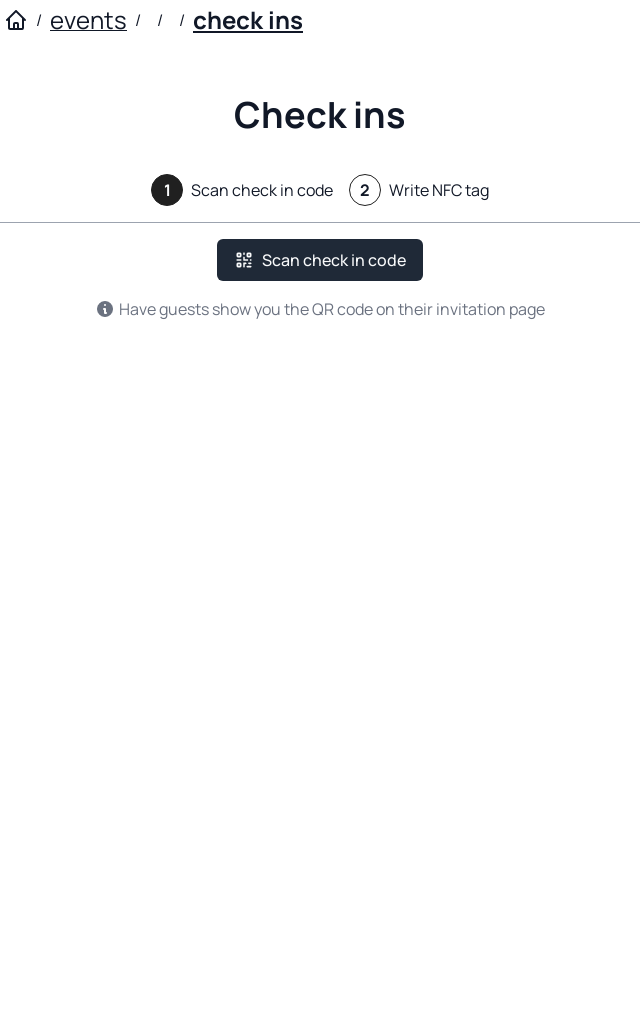 / events / / / check ins
Check ins
1 Scan check in code 2 Write NFC tag
Scan check in code
Have guests show you the QR code on their invitation page